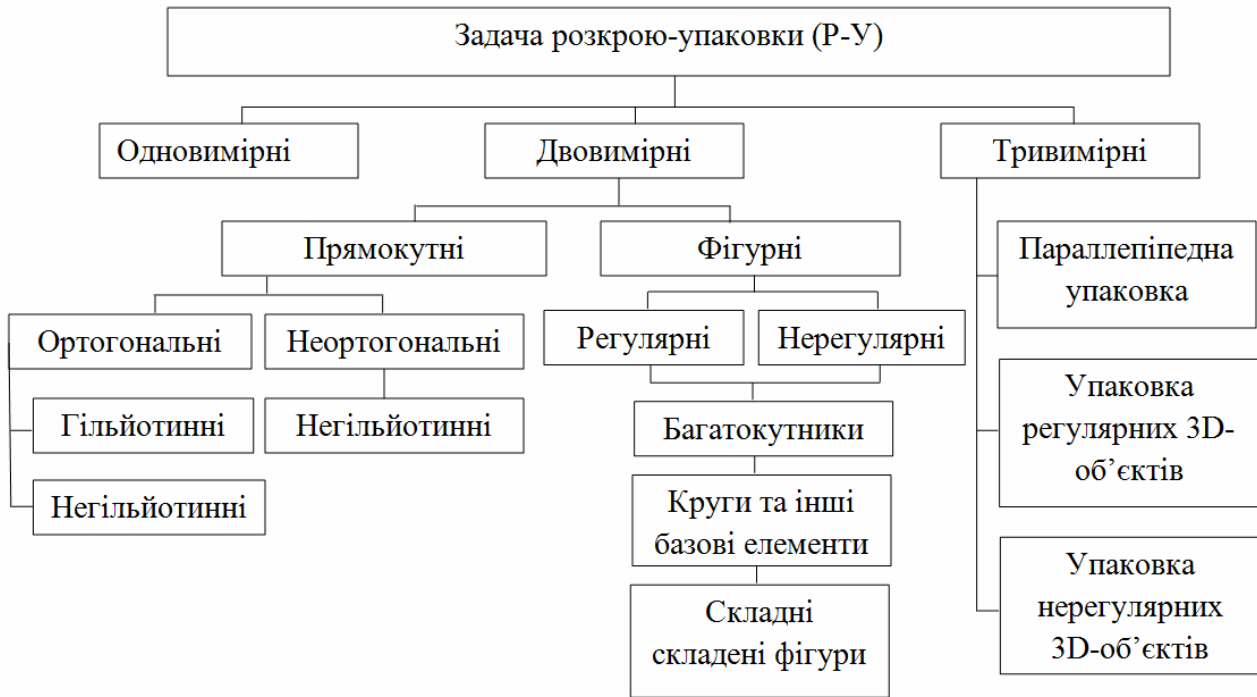 Задача розкрою-упаковки (Р-У)
Одновимірні
Двовимірні
Тривимірні
Прямокутні
Фігурні
Параллепіпедна
упаковка
Ортогональні
Неортогональні
Регулярні
Нерегулярні
Упаковка
регулярних 3D-
об’єктів
Гільйотинні
Негільйотинні
Багатокутники
Негільйотинні
Круги та інші
базові елементи
Упаковка
нерегулярних
3D-об’єктів
Складні
складені фігури